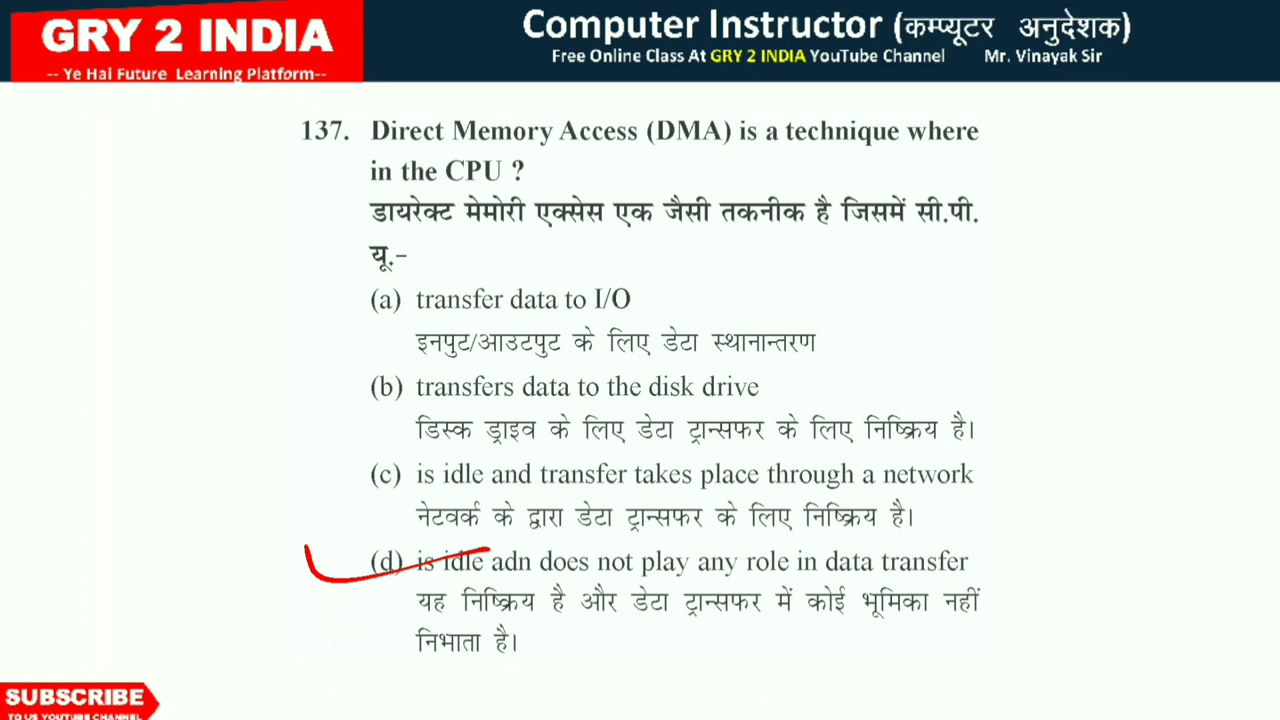 GRY 2 INDIA
-- Ye Hai Future Learning Platform--
Computer Instructor (कम्प्यूटर अनुदेशक)
Free Online Class At GRY 2 INDIA YouTube Channel Mr. Vinayak Sir
137. Direct Memory Access (DMA) is a technique where
in the CPU ?
डायरेक्ट मेमोरी एक्सेस एक जैसी तकनीक है जिसमें सी.पी.
यू.-
(a) transfer data to I/O
इनपुट/आउटपुट के लिए डेटा स्थानान्तरण
(b) transfers data to the disk drive
डिस्क ड्राइव के लिए डेटा ट्रान्सफर के लिए निष्क्रिय है।
(c) is idle and transfer takes place through a network
नेटवर्क के द्वारा डेटा ट्रान्सफर के लिए निष्क्रिय है।
(d) is idle adn does not play any role in data transfer
यह निष्क्रिय है और डेटा ट्रान्सफर में कोई भूमिका नहीं
निभाता है।
SUBSCRIBE
TO US YOUTUBE CHANNEL